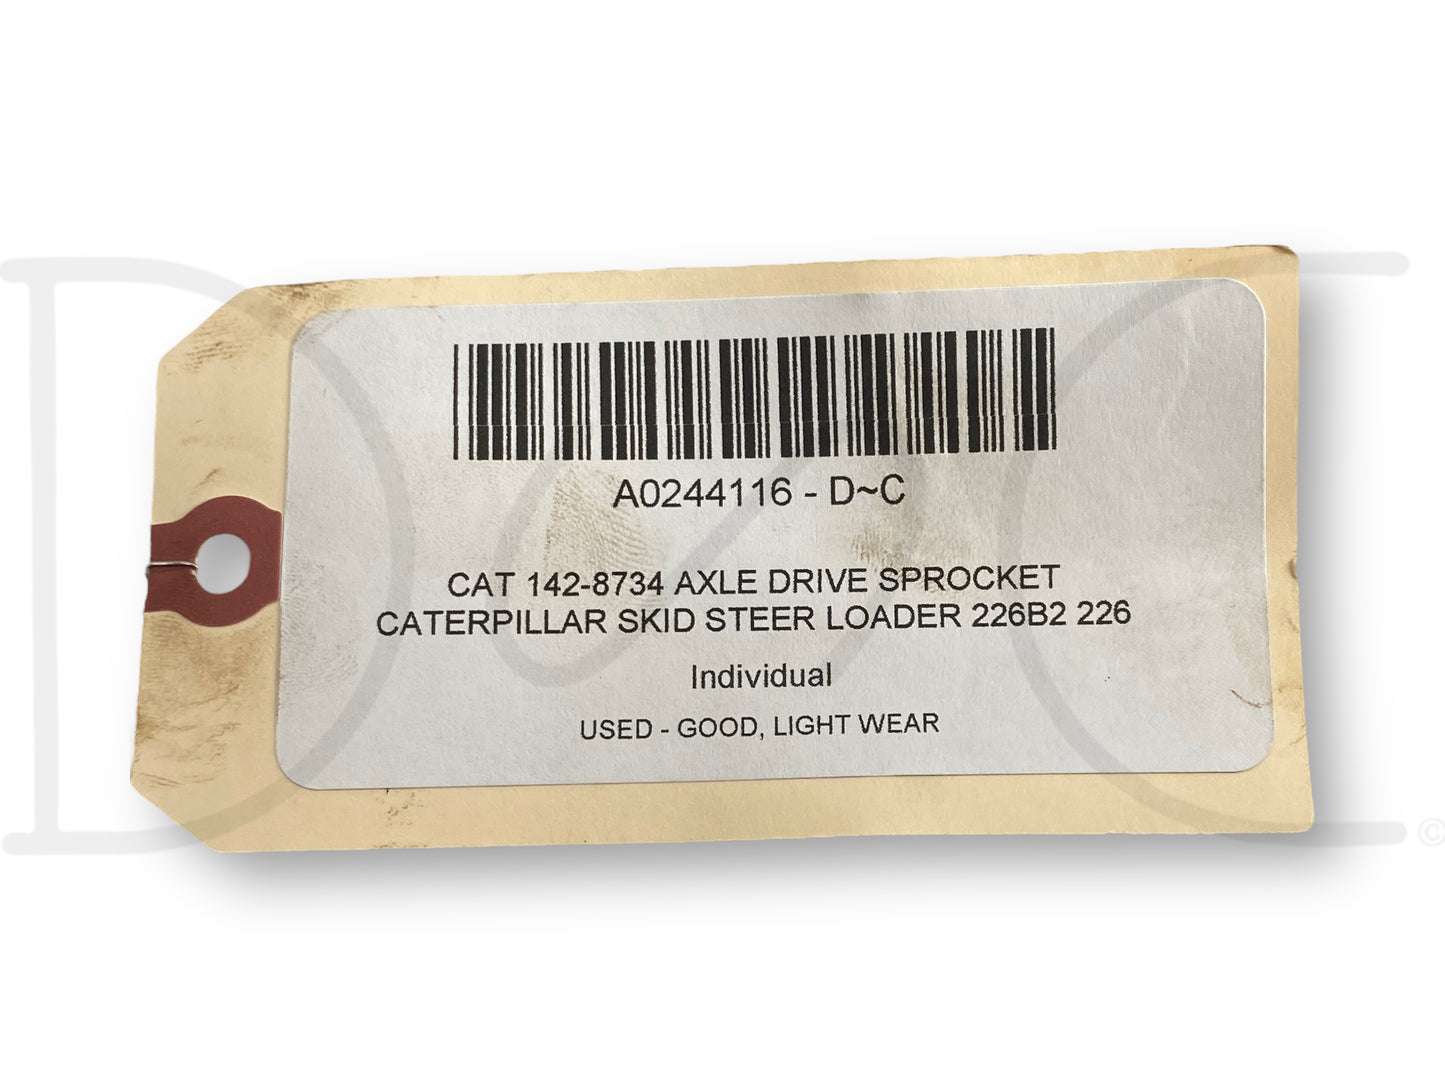 A0244116 - D~C
CAT 142-8734 AXLE DRIVE SPROCKET
CATERPILLAR SKID STEER LOADER 226B2 226
Individual
USED - GOOD, LIGHT WEAR
D C
©